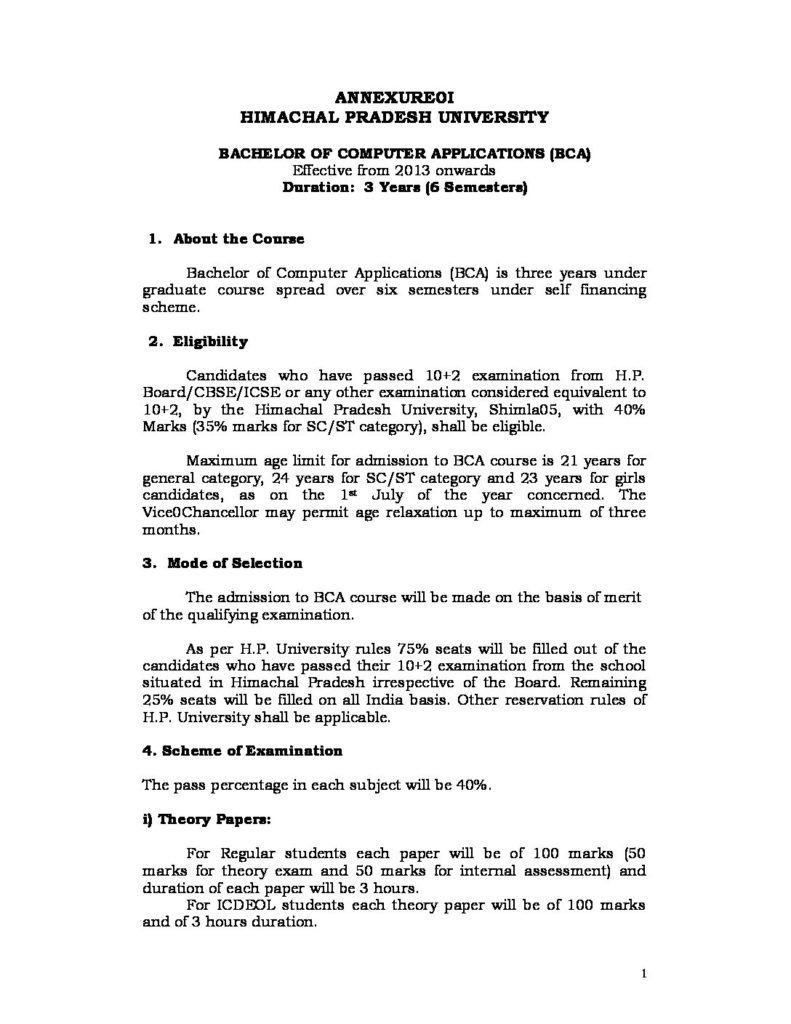 ANNEXURE0I
HIMACHAL PRADESH UNIVERSITY
BACHELOR OF COMPUTER APPLICATIONS (BCA)
Effective from 2013 onwards
Duration: 3 Years (6 Semesters)
1. About the Course
Bachelor of Computer Applications (BCA) is three years under
graduate course spread over six semesters under self financing
scheme.
2. Eligibility
Candidates who have passed 10+2 examination from H.P.
Board/CBSE/ICSE or any other examination considered equivalent to
10+2, by the Himachal Pradesh University, Shimla05, with 40%
Marks (35% marks for SC/ST category), shall be eligible.
Maximum age limit for admission to BCA course is 21 years for
general category, 24 years for SC/ST category and 23 years for girls
candidates, as on the 1st July of the year concerned. The
Vice0Chancellor may permit age relaxation up to maximum of three
months.
3. Mode of Selection
The admission to BCA course will be made on the basis of merit
of the qualifying examination.
As per H.P. University rules 75% seats will be filled out of the
candidates who have passed their 10+2 examination from the school
situated in Himachal Pradesh irrespective of the Board. Remaining
25% seats will be filled on all India basis. Other reservation rules of
H.P. University shall be applicable.
4. Scheme of Examination
The pass percentage in each subject will be 40%.
i) Theory Papers:
For Regular students each paper will be of 100 marks (50
marks for theory exam and 50 marks for internal assessment) and
duration of each paper will be 3 hours.
For ICDEOL students each theory paper will be of 100 marks
and of 3 hours duration.
1